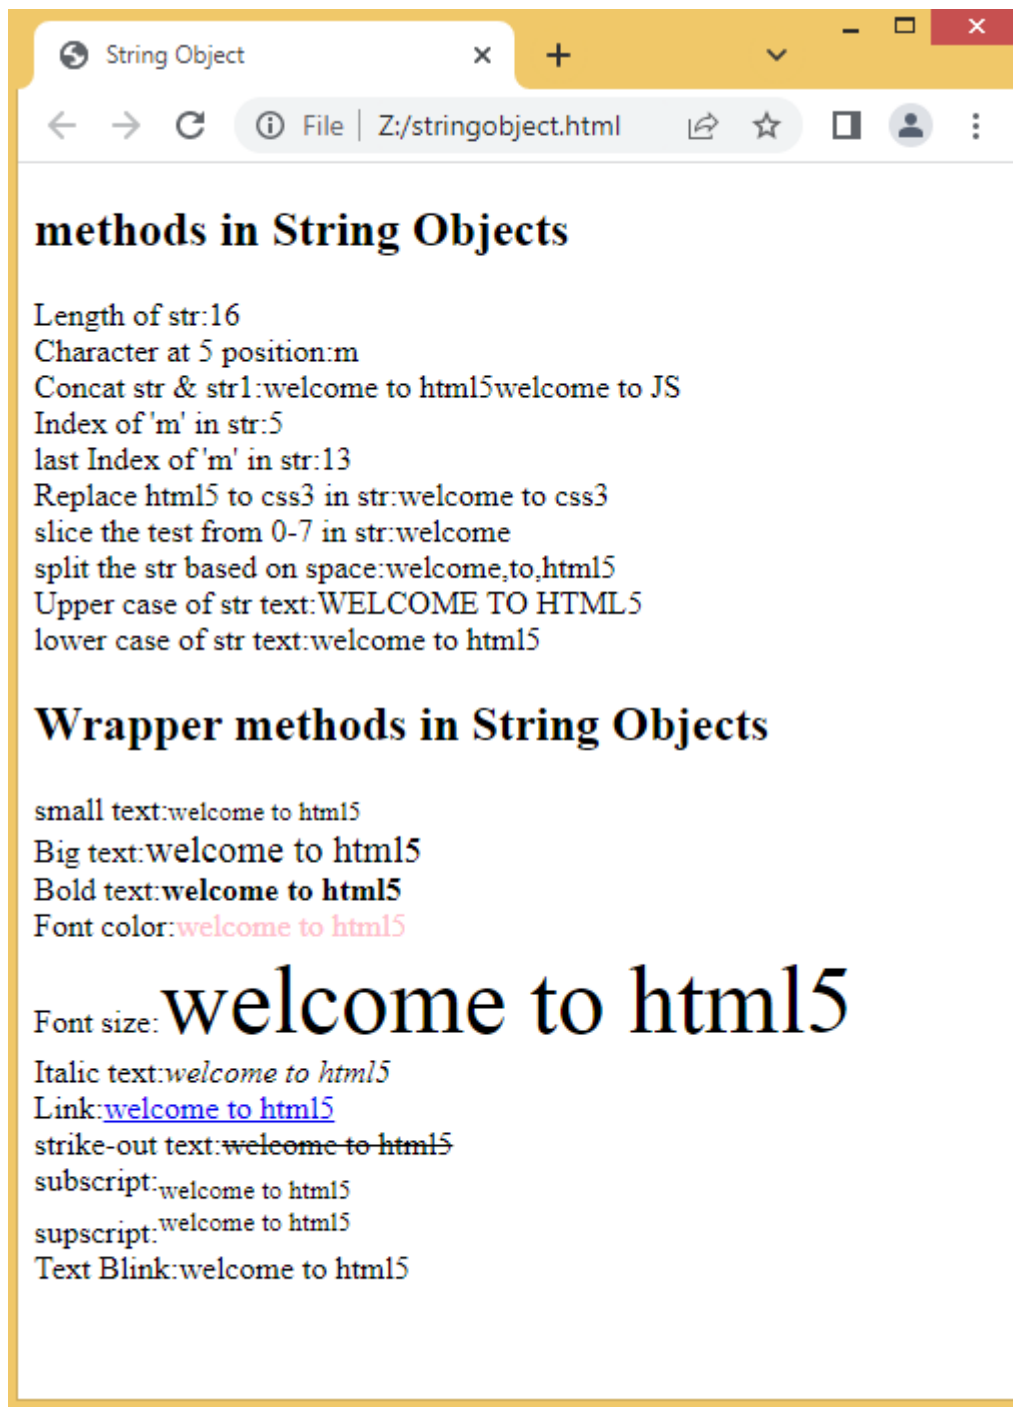 String Object
File Z:/stringobject.html
methods in String Objects
Length of str:16
Character at 5 position:m
Concat str & str1:welcome to html5welcome to JS
Index of 'm' in str:5
last Index of 'm' in str:13
Replace html5 to css3 in str:welcome to css3
slice the test from 0-7 in str:welcome
split the str based on space:welcome,to,html5
Upper case of str text:WELCOME TO HTML5
lower case of str text:welcome to html5
Wrapper methods in String Objects
small text:welcome to html5
Big text:welcome to html5
Bold text:welcome to html5
Font color:welcome to html5
Font size:welcome to html5
Italic text:welcome to html5
Link:welcome to html5
strike-out text:welcome to html5
subscript:welcome to html5
supscript:welcome to html5
Text Blink:welcome to html5